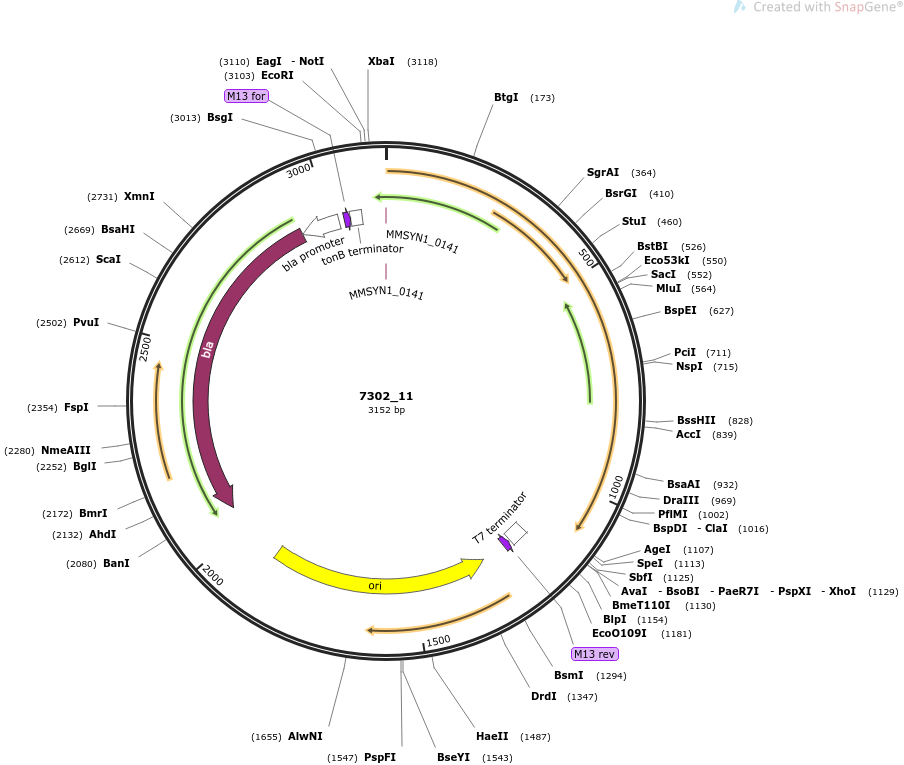 Created with SnapGene®
(3110) EagI - NotI
XbaI (3118)
(3103) EcoRI
M13 for
BtgI (173)
(3013) BsgI
3000
SgrAI (364)
(2731) XmnI
BsrGI (410)
StuI (460)
(2669) BsaHI
bla promoter
MMSYN1_0141
tonB terminator
500
BstBI (526)
(2612) ScaI
Eco53kI (550)
SacI (552)
MluI (564)
MMSYN1_0141
BspEI (627)
(2502) PvuI
2500
bla
PciI (711)
NspI (715)
7302_11
3152 bp
(2354) FspI
BssHII (828)
AccI (839)
(2280) NmeAIII
(2252) BglI
BsaAI (932)
1000
DraIII (969)
(2172) BmrI
PflMI (1002)
T7 terminator
BspDI - ClaI (1016)
(2132) AhdI
AgeI (1107)
(2080) BanI
SpeI (1113)
2000
SbfI (1125)
ori
AvaI - BsoBI - PaeR7I - PspXI - XhoI (1129)
BmeT110I (1130)
BlpI (1154)
EcoO109I (1181)
1500
M13 rev
BsmI (1294)
DrdI (1347)
(1655) AlwNI
HaeII (1487)
(1547) PspFI
BseYI (1543)